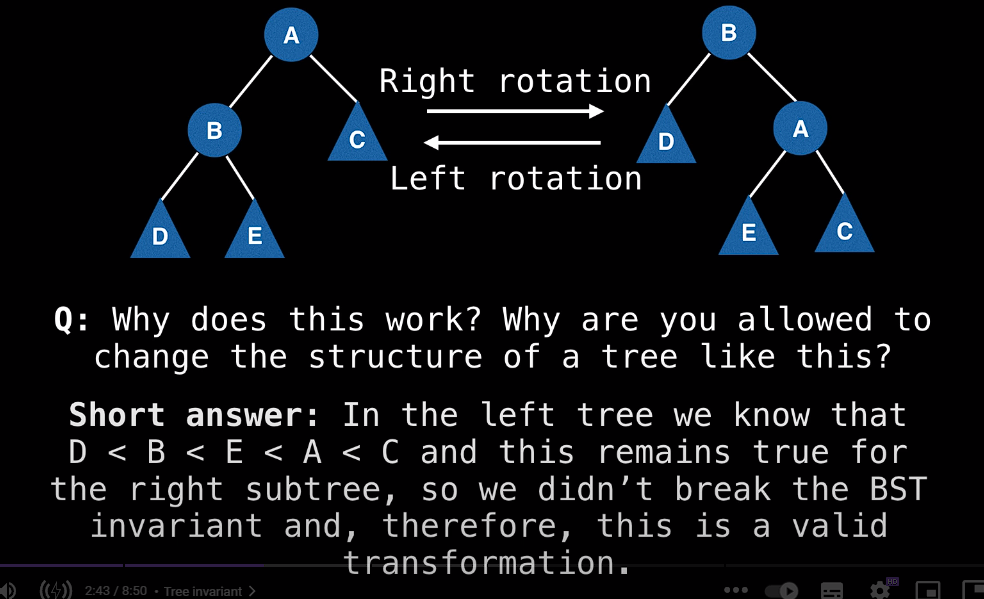 A
B
Right rotation
B
C
D
A
Left rotation
D
E
E
C
Q: Why does this work? Why are you allowed to
change the structure of a tree like this?
Short answer: In the left tree we know that
D < B < E < A < C and this remains true for
the right subtree, so we didn’t break the BST
invariant and, therefore, this is a valid
transformation.
2:43 / 8:50 • Tree invariant >
HD